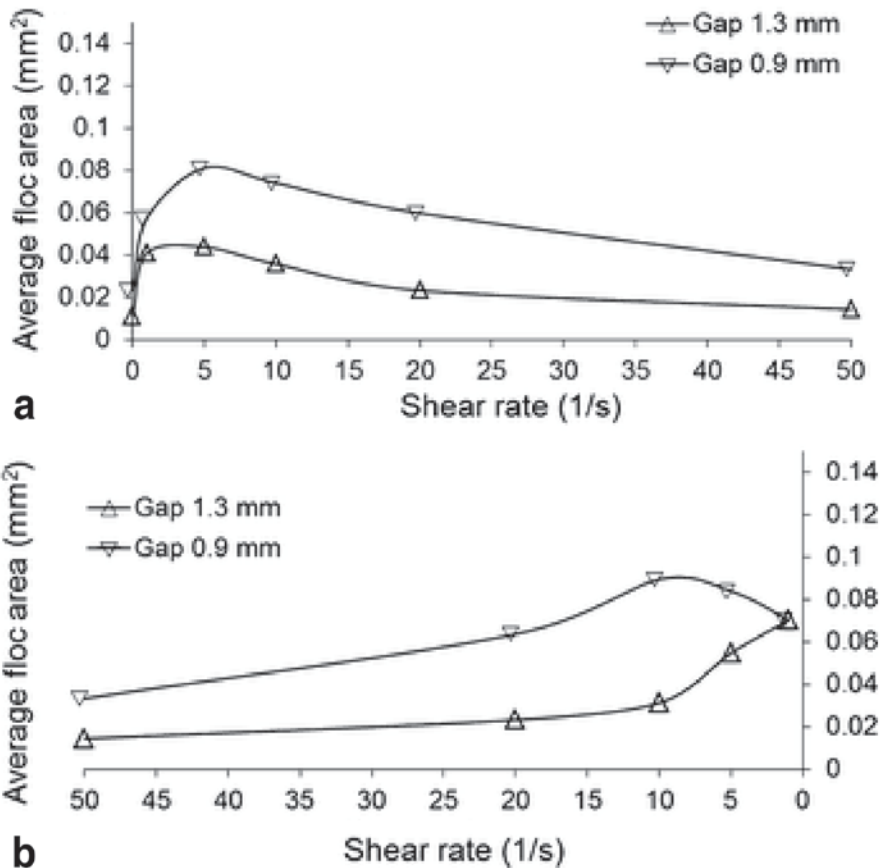 Average floc area (mm²)
0.14
0.12
0.1
0.08
0.06
0.04
0.02
0
Gap 1.3 mm
Gap 0.9 mm
0 5 10 15 20 25 30 35 40 45 50
Shear rate (1/s)
a
Average floc area (mm²)
Gap 1.3 mm
Gap 0.9 mm
0.14
0.12
0.1
0.08
0.06
0.04
0.02
0
50 45 40 35 30 25 20 15 10 5 0
Shear rate (1/s)
b